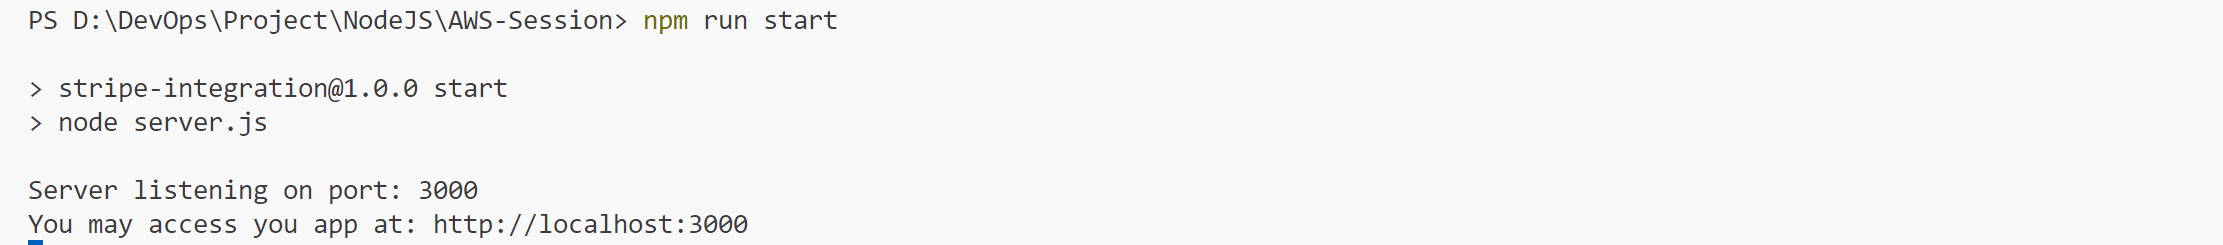 PS D:\DevOps\Project\NodeJS\AWS-Session> npm run start
> stripe-integration@1.0.0 start
> node server.js
Server listening on port: 3000
You may access you app at: http://localhost:3000